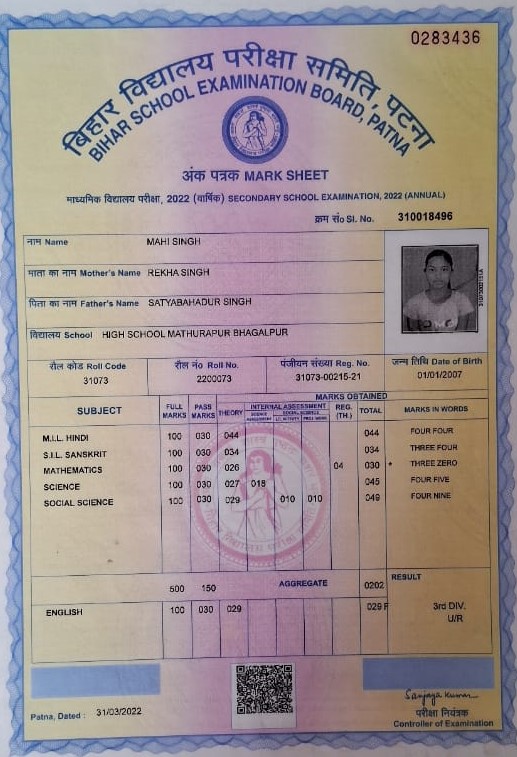 0283436
बिहार विद्यालय परीक्षा समिति, पटना
BIHAR SCHOOL EXAMINATION BOARD, PATNA
अंक पत्रक MARK SHEET
माध्यमिक विद्यालय परीक्षा, 2022 (वार्षिक) SECONDARY SCHOOL EXAMINATION, 2022 (ANNUAL)
क्रम सं० Sl. No. 310018496
नाम Name MAHI SINGH
माता का नाम Mother's Name REKHA SINGH
पिता का नाम Father's Name SATYABAHADUR SINGH
विद्यालय School HIGH SCHOOL MATHURAPUR BHAGALPUR
रौल कोड Roll Code रौल नं० Roll No. पंजीयन संख्या Reg. No. जन्म तिथि Date of Birth
31073 2200073 31073-00215-21 01/01/2007
MARKS OBTAINED
SUBJECT FULL MARKS PASS MARKS THEORY INTERNAL ASSESSMENT REG. (TH.) TOTAL MARKS IN WORDS
M.I.L. HINDI 100 030 044 044 FOUR FOUR
S.I.L. SANSKRIT 100 030 034 034 THREE FOUR
MATHEMATICS 100 030 026 04 030 * THREE ZERO
SCIENCE 100 030 027 018 045 FOUR FIVE
SOCIAL SCIENCE 100 030 029 010 010 049 FOUR NINE
500 150 AGGREGATE 0202 RESULT
ENGLISH 100 030 029 029 F 3rd DIV.
U/R
Sanjaya Kumar
Patna, Dated : 31/03/2022 परीक्षा नियंत्रक
Controller of Examination